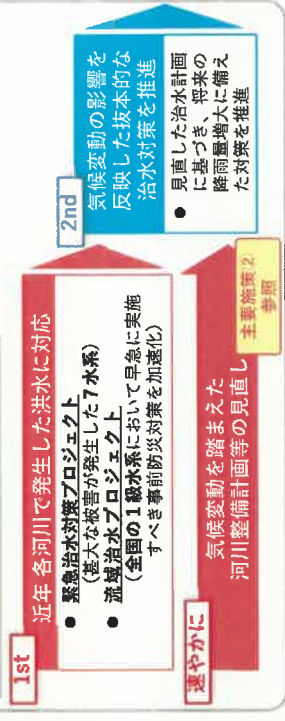 1st
近年 各河川で発生した洪水に対応
● 緊急治水対策プロジェクト
(甚大な被害が発生した7水系)
● 流域治水プロジェクト
(全国の1級水系において早急に実施
すべき事前防災対策を加速化)
速やかに
気候変動を踏まえた
河川整備計画等の見直し
主要施策2
参照
2nd
気候変動の影響を
反映した抜本的な
治水対策を推進
● 見直した治水計画
に基づき、将来の
降雨量増大に備え
た対策を推進